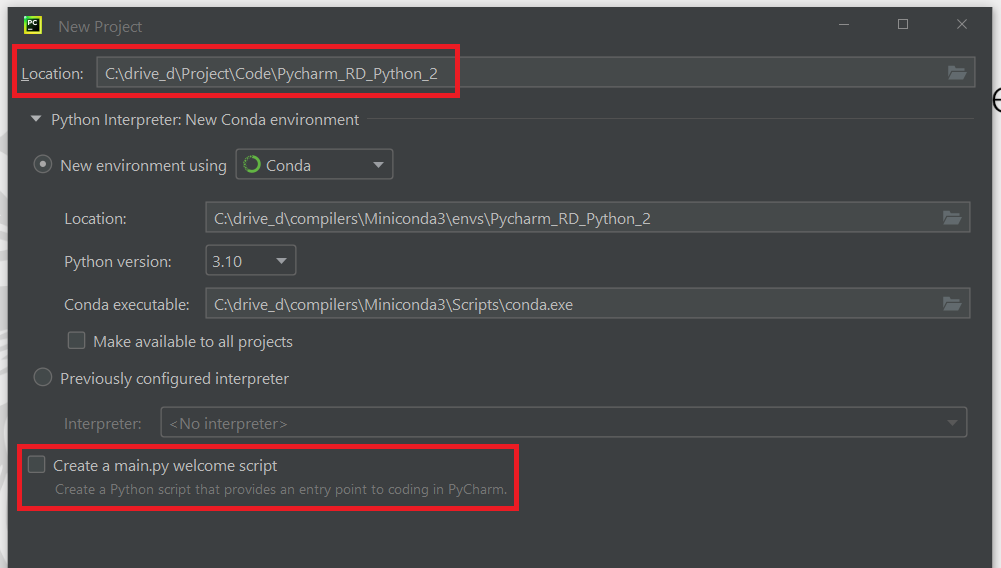 PC New Project
Location: C:\drive_d\Project\Code\Pycharm_RD_Python_2
Python Interpreter: New Conda environment
New environment using Conda
Location: C:\drive_d\compilers\Miniconda3\envs\Pycharm_RD_Python_2
Python version: 3.10
Conda executable: C:\drive_d\compilers\Miniconda3\Scripts\conda.exe
Make available to all projects
Previously configured interpreter
Interpreter: <No interpreter>
Create a main.py welcome script
Create a Python script that provides an entry point to coding in PyCharm.